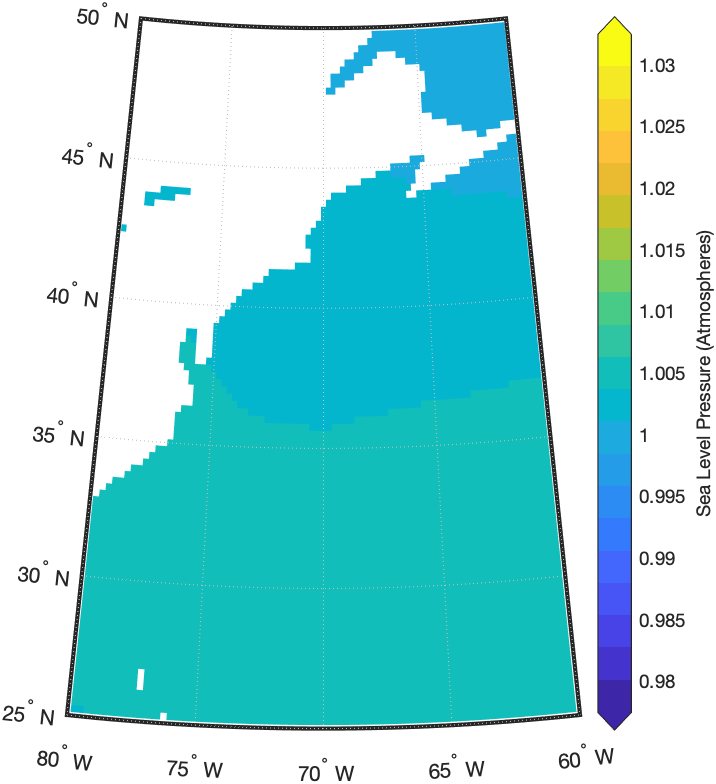 50° N
45° N
40° N
35° N
30° N
25° N
80° W
75° W
70° W
65° W
60° W
1.03
1.025
1.02
1.015
1.01
1.005
1
0.995
0.99
0.985
0.98
Sea Level Pressure (Atmospheres)